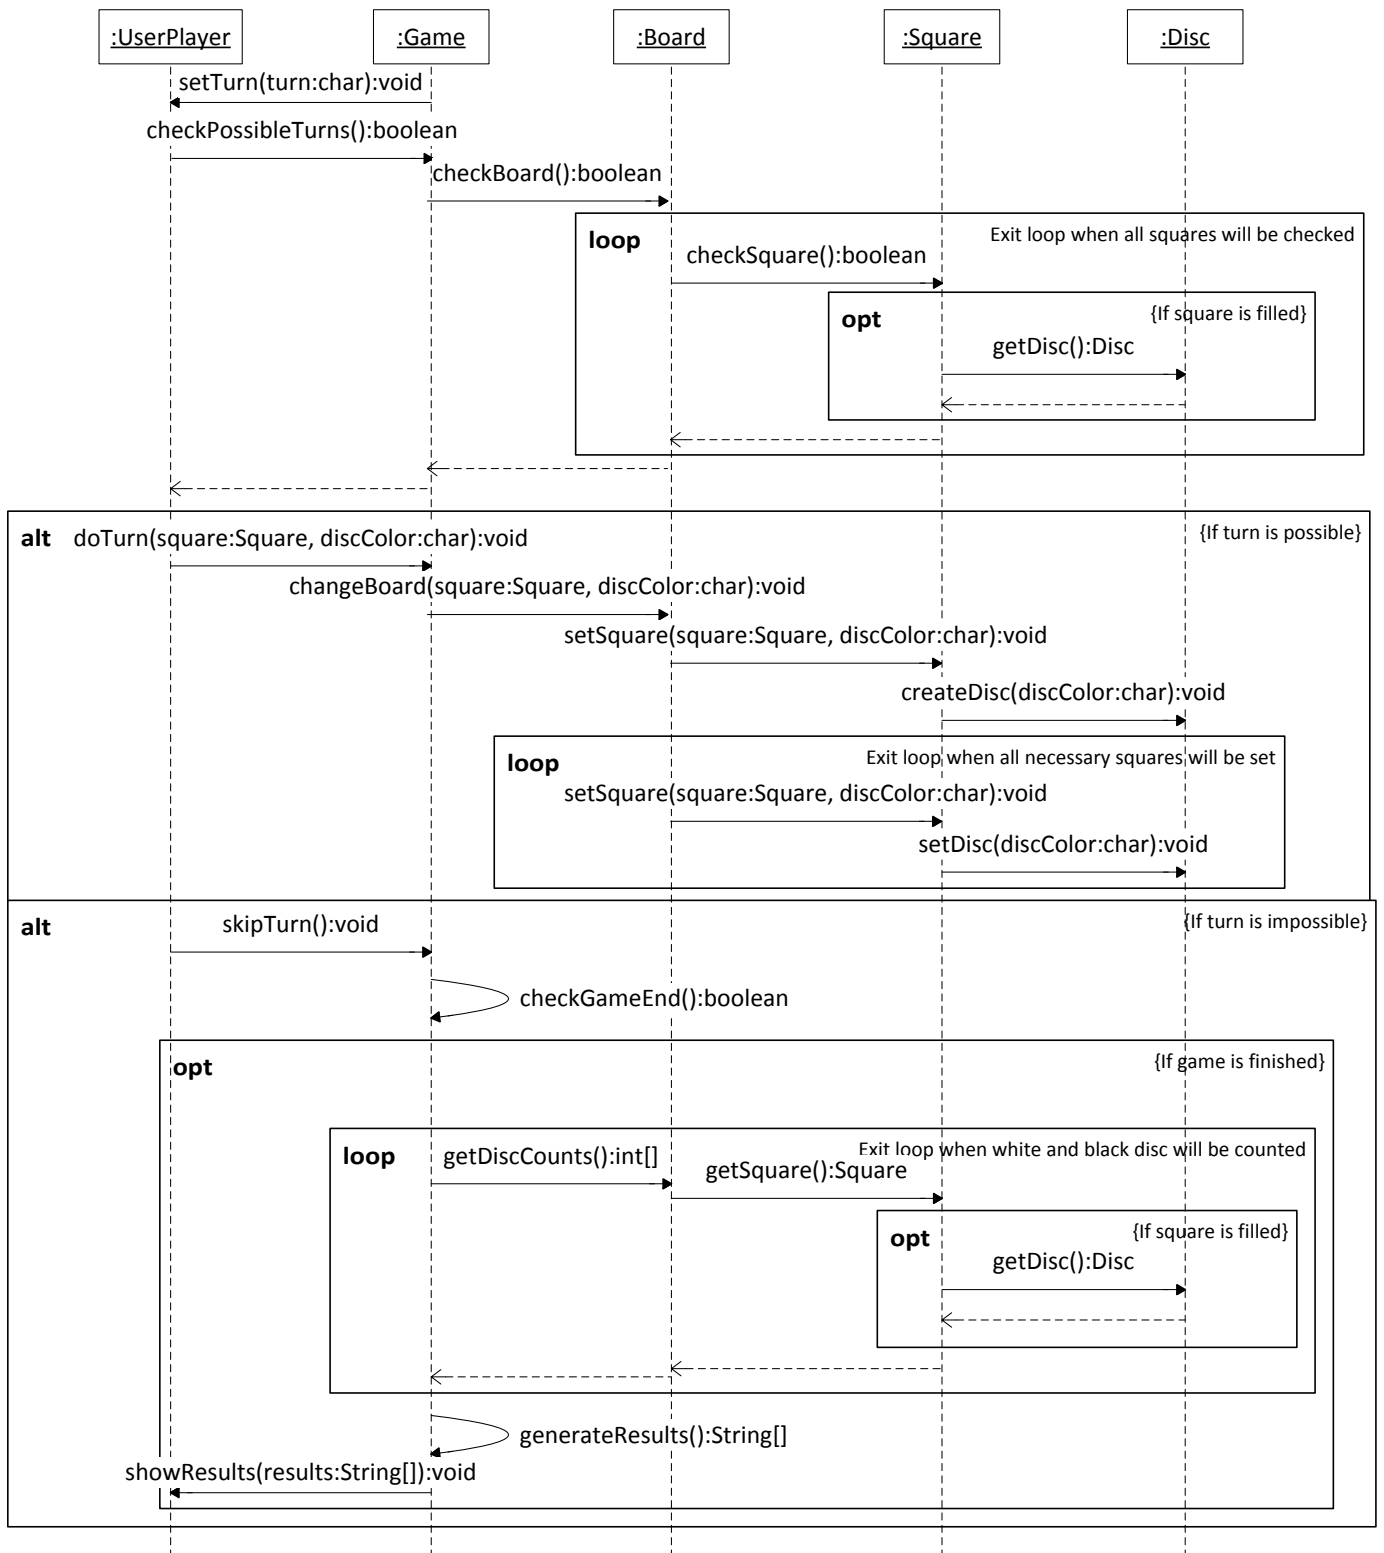 :UserPlayer :Game :Board :Square :Disc
setTurn(turn:char):void
checkPossibleTurns():boolean
checkBoard():boolean
loop Exit loop when all squares will be checked
checkSquare():boolean
opt {If square is filled}
getDisc():Disc
alt doTurn(square:Square, discColor:char):void {If turn is possible}
changeBoard(square:Square, discColor:char):void
setSquare(square:Square, discColor:char):void
createDisc(discColor:char):void
loop Exit loop when all necessary squares will be set
setSquare(square:Square, discColor:char):void
setDisc(discColor:char):void
alt skipTurn():void {If turn is impossible}
checkGameEnd():boolean
opt {If game is finished}
loop getDiscCounts():int[] Exit loop when white and black disc will be counted
getSquare():Square
opt {If square is filled}
getDisc():Disc
generateResults():String[]
showResults(results:String[]):void